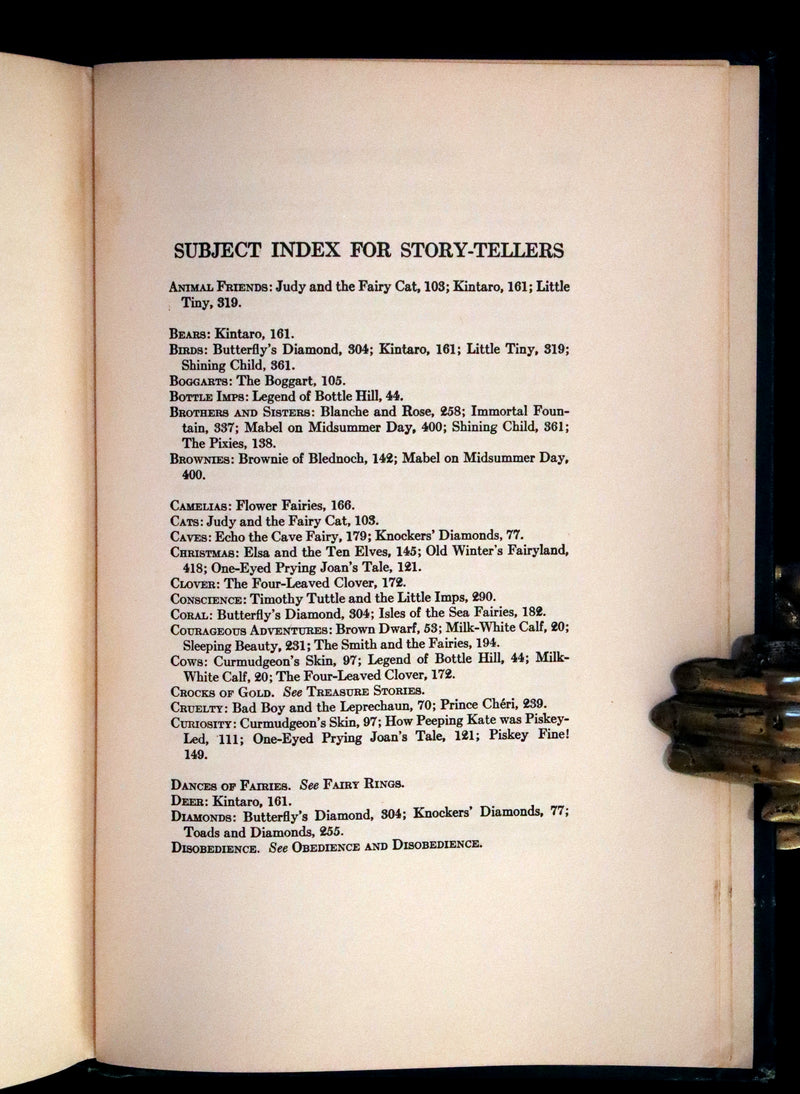 SUBJECT INDEX FOR STORY-TELLERS
ANIMAL FRIENDS: Judy and the Fairy Cat, 103; Kintaro, 161; Little
Tiny, 319.
BEARS: Kintaro, 161.
BIRDS: Butterfly's Diamond, 304; Kintaro, 161; Little Tiny, 319;
Shining Child, 361.
BOGGARTS: The Boggart, 105.
BOTTLE IMPS: Legend of Bottle Hill, 44.
BROTHERS AND SISTERS: Blanche and Rose, 258; Immortal Foun-
tain, 337; Mabel on Midsummer Day, 400; Shining Child, 361;
The Pixies, 138.
BROWNIES: Brownie of Blednoch, 142; Mabel on Midsummer Day,
400.
CAMELIAS: Flower Fairies, 166.
CATS: Judy and the Fairy Cat, 103.
CAVES: Echo the Cave Fairy, 179; Knockers' Diamonds, 77.
CHRISTMAS: Elsa and the Ten Elves, 145; Old Winter's Fairyland,
418; One-Eyed Prying Joan's Tale, 121.
CLOVER: The Four-Leaved Clover, 172.
CONSCIENCE: Timothy Tuttle and the Little Imps, 290.
CORAL: Butterfly's Diamond, 304; Isles of the Sea Fairies, 182.
COURAGEOUS ADVENTURES: Brown Dwarf, 53; Milk-White Calf, 20;
Sleeping Beauty, 231; The Smith and the Fairies, 194.
COWS: Curmudgeon's Skin, 97; Legend of Bottle Hill, 44; Milk-
White Calf, 20; The Four-Leaved Clover, 172.
CROCKS OF GOLD. See TREASURE STORIES.
CRUELTY: Bad Boy and the Leprechaun, 70; Prince Chéri, 239.
CURIOSITY: Curmudgeon's Skin, 97; How Peeping Kate was Piskey-
Led, 111; One-Eyed Prying Joan's Tale, 121; Piskey Fine!
149.
DANCES OF FAIRIES. See FAIRY RINGS.
DEER: Kintaro, 161.
DIAMONDS: Butterfly's Diamond, 304; Knockers' Diamonds, 77;
Toads and Diamonds, 255.
DISOBEDIENCE. See OBEDIENCE AND DISOBEDIENCE.